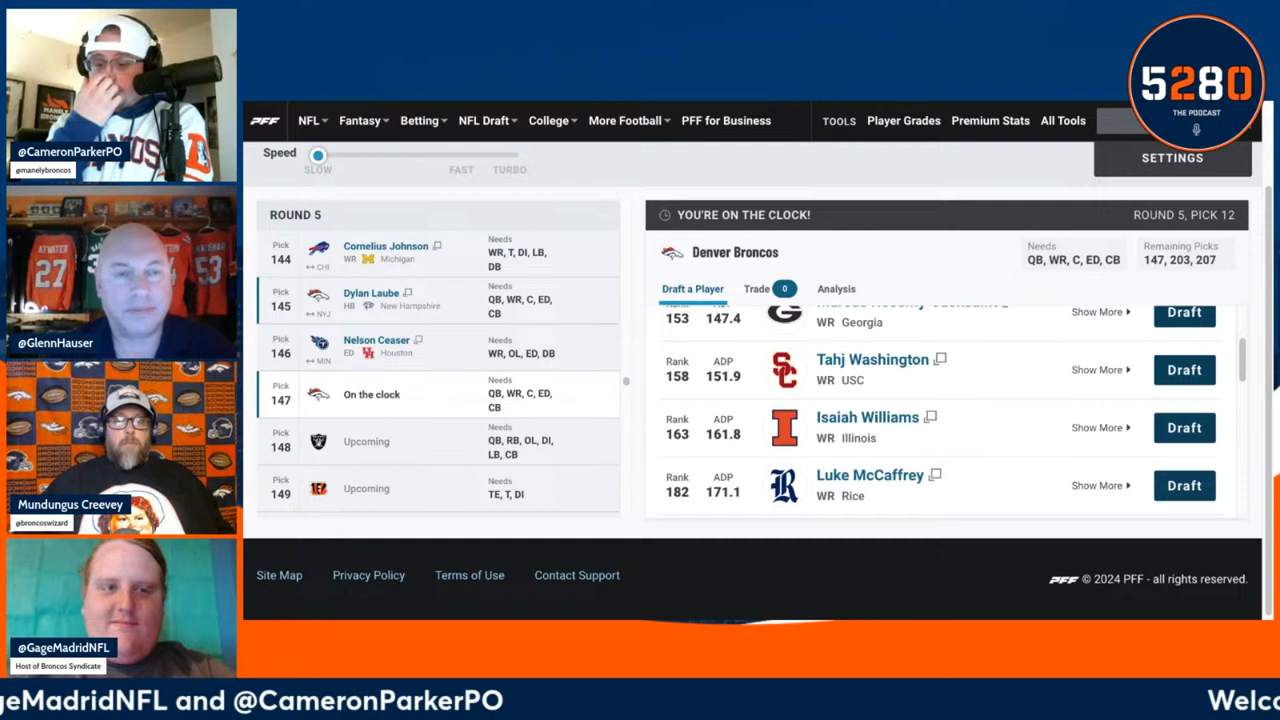 5280
THE PODCAST
PFF NFL Fantasy Betting NFL Draft College More Football PFF for Business TOOLS Player Grades Premium Stats All Tools
Speed
SLOW FAST TURBO
SETTINGS
@CameronParkerPO
@manelybroncos
ATWATER
27
53
@GlennHauser
Mundungus Creevey
@broncoswizard
@GageMadridNFL
Host of Broncos Syndicate
ROUND 5
Pick
144
Cornelius Johnson
WR Michigan
CHI
Needs
WR, T, DI, LB,
DB
Pick
145
Dylan Laube
HB New Hampshire
NYJ
Needs
QB, WR, C, ED,
CB
Pick
146
Nelson Ceaser
ED Houston
MIN
Needs
WR, OL, ED, DB
Pick
147
On the clock
Needs
QB, WR, C, ED,
CB
Pick
148
Upcoming
Needs
QB, RB, OL, DI,
LB, CB
Pick
149
Upcoming
Needs
TE, T, DI
YOU'RE ON THE CLOCK! ROUND 5, PICK 12
Denver Broncos
Needs
QB, WR, C, ED, CB
Remaining Picks
147, 203, 207
Draft a Player Trade 0 Analysis
153 147.4
WR Georgia
Show More Draft
Rank ADP
158 151.9
Tahj Washington
WR USC
Show More Draft
Rank ADP
163 161.8
Isaiah Williams
WR Illinois
Show More Draft
Rank ADP
182 171.1
Luke McCaffrey
WR Rice
Show More Draft
Site Map Privacy Policy Terms of Use Contact Support
PFF © 2024 PFF - all rights reserved.
geMadridNFL and @CameronParkerPO Welco